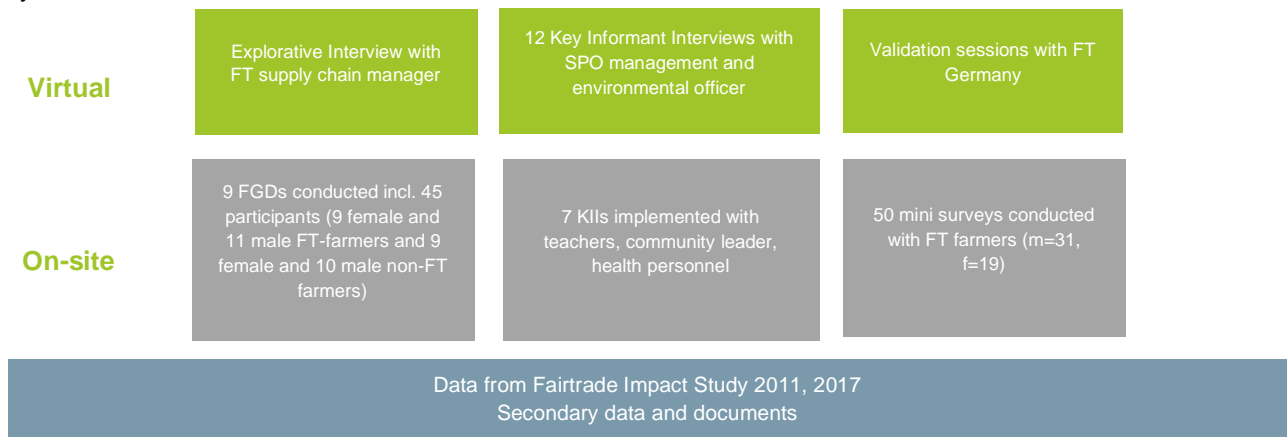 Explorative Interview with
FT supply chain manager
12 Key Informant Interviews with
SPO management and
environmental officer
Validation sessions with FT
Germany
Virtual
9 FGDs conducted incl. 45
participants (9 female and
11 male FT-farmers and 9
female and 10 male non-FT
farmers)
7 KIIs implemented with
teachers, community leader,
health personnel
50 mini surveys conducted
with FT farmers (m=31,
f=19)
On-site
Data from Fairtrade Impact Study 2011, 2017
Secondary data and documents